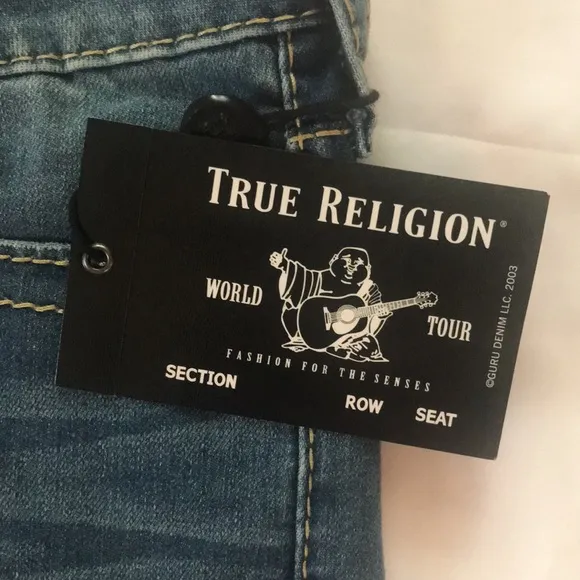 TRUE RELIGION®
WORLD TOUR
FASHION FOR THE SENSES
SECTION ROW SEAT
©GURU DENIM LLC. 2003